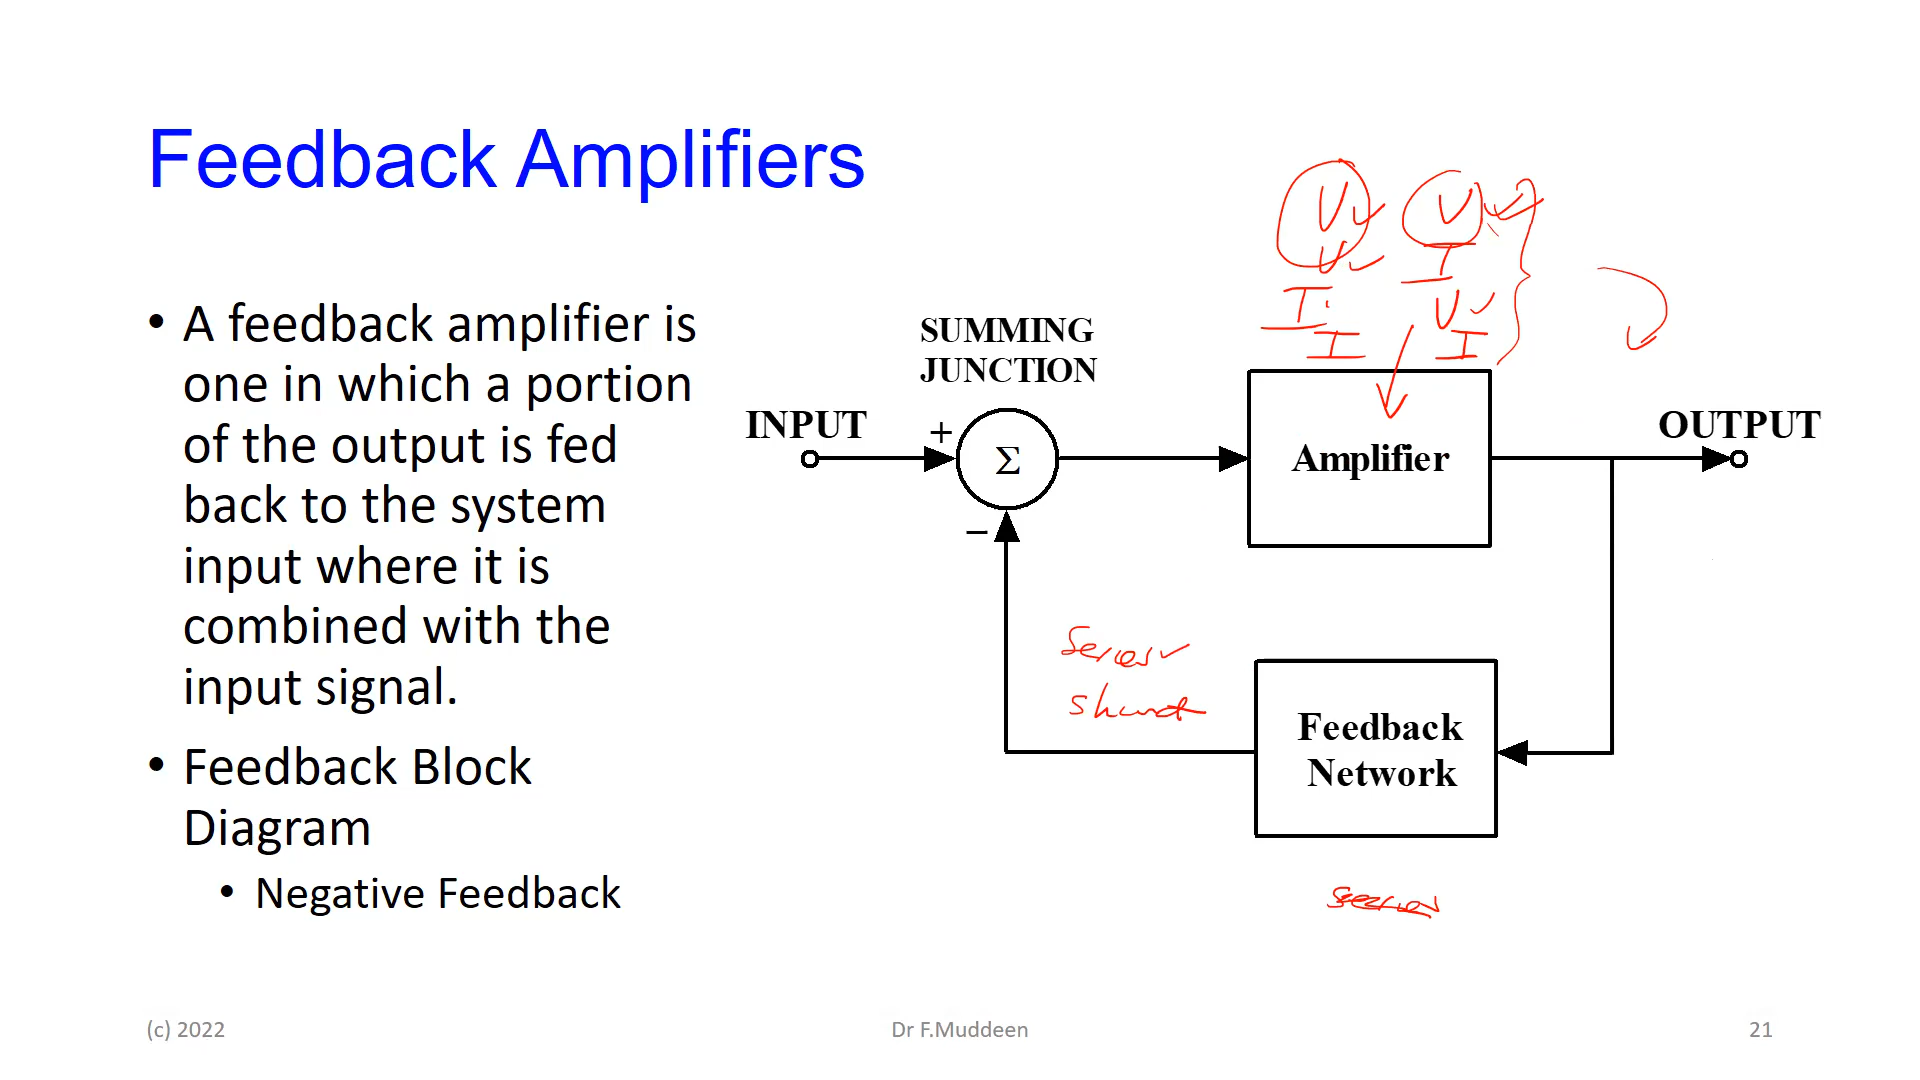 Feedback Amplifiers
• A feedback amplifier is
one in which a portion
of the output is fed
back to the system
input where it is
combined with the
input signal.
• Feedback Block
Diagram
• Negative Feedback
V V
V I
I V
I I
SUMMING
JUNCTION
INPUT
+
Σ
−
Amplifier
OUTPUT
Series
shunt
Feedback
Network
series
(c) 2022
Dr F.Muddeen
21